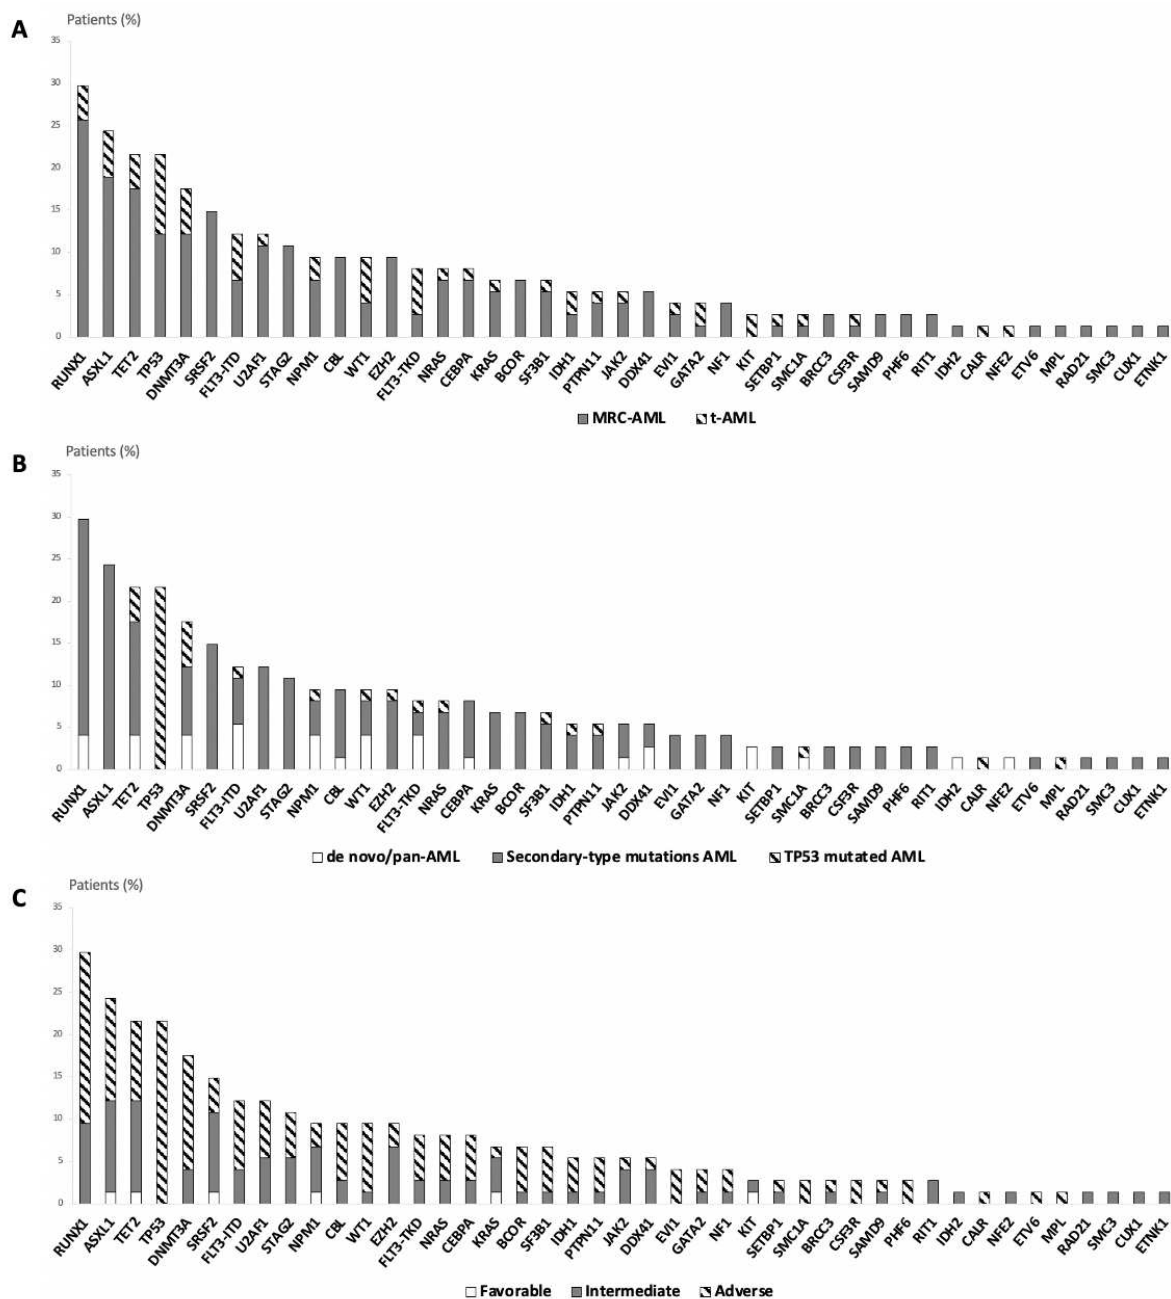 A
Patients (%)
35
30
25
20
15
10
5
0
RUNX1 ASXL1 TET2 TP53 DNMT3A SRSF2 FLT3-ITD U2AF1 STAG2 NPM1 CBL WT1 EZH2 FLT3-TKD NRAS CEBPA KRAS BCOR SF3B1 IDH1 PTPN11 JAK2 DDX41 EVI1 GATA2 NF1 KIT SETBP1 SMC1A BRCC3 CSF3R SAMD9 PHF6 RIT1 IDH2 CALR NFE2 ETV6 MPL RAD21 SMC3 CUX1 ETNK1
MRC-AML t-AML
B
Patients (%)
35
30
25
20
15
10
5
0
RUNX1 ASXL1 TET2 TP53 DNMT3A SRSF2 FLT3-ITD U2AF1 STAG2 NPM1 CBL WT1 EZH2 FLT3-TKD NRAS CEBPA KRAS BCOR SF3B1 IDH1 PTPN11 JAK2 DDX41 EVI1 GATA2 NF1 KIT SETBP1 SMC1A BRCC3 CSF3R SAMD9 PHF6 RIT1 IDH2 CALR NFE2 ETV6 MPL RAD21 SMC3 CUX1 ETNK1
de novo/pan-AML Secondary-type mutations AML TP53 mutated AML
C
Patients (%)
35
30
25
20
15
10
5
0
RUNX1 ASXL1 TET2 TP53 DNMT3A SRSF2 FLT3-ITD U2AF1 STAG2 NPM1 CBL WT1 EZH2 FLT3-TKD NRAS CEBPA KRAS BCOR SF3B1 IDH1 PTPN11 JAK2 DDX41 EVI1 GATA2 NF1 KIT SETBP1 SMC1A BRCC3 CSF3R SAMD9 PHF6 RIT1 IDH2 CALR NFE2 ETV6 MPL RAD21 SMC3 CUX1 ETNK1
Favorable Intermediate Adverse